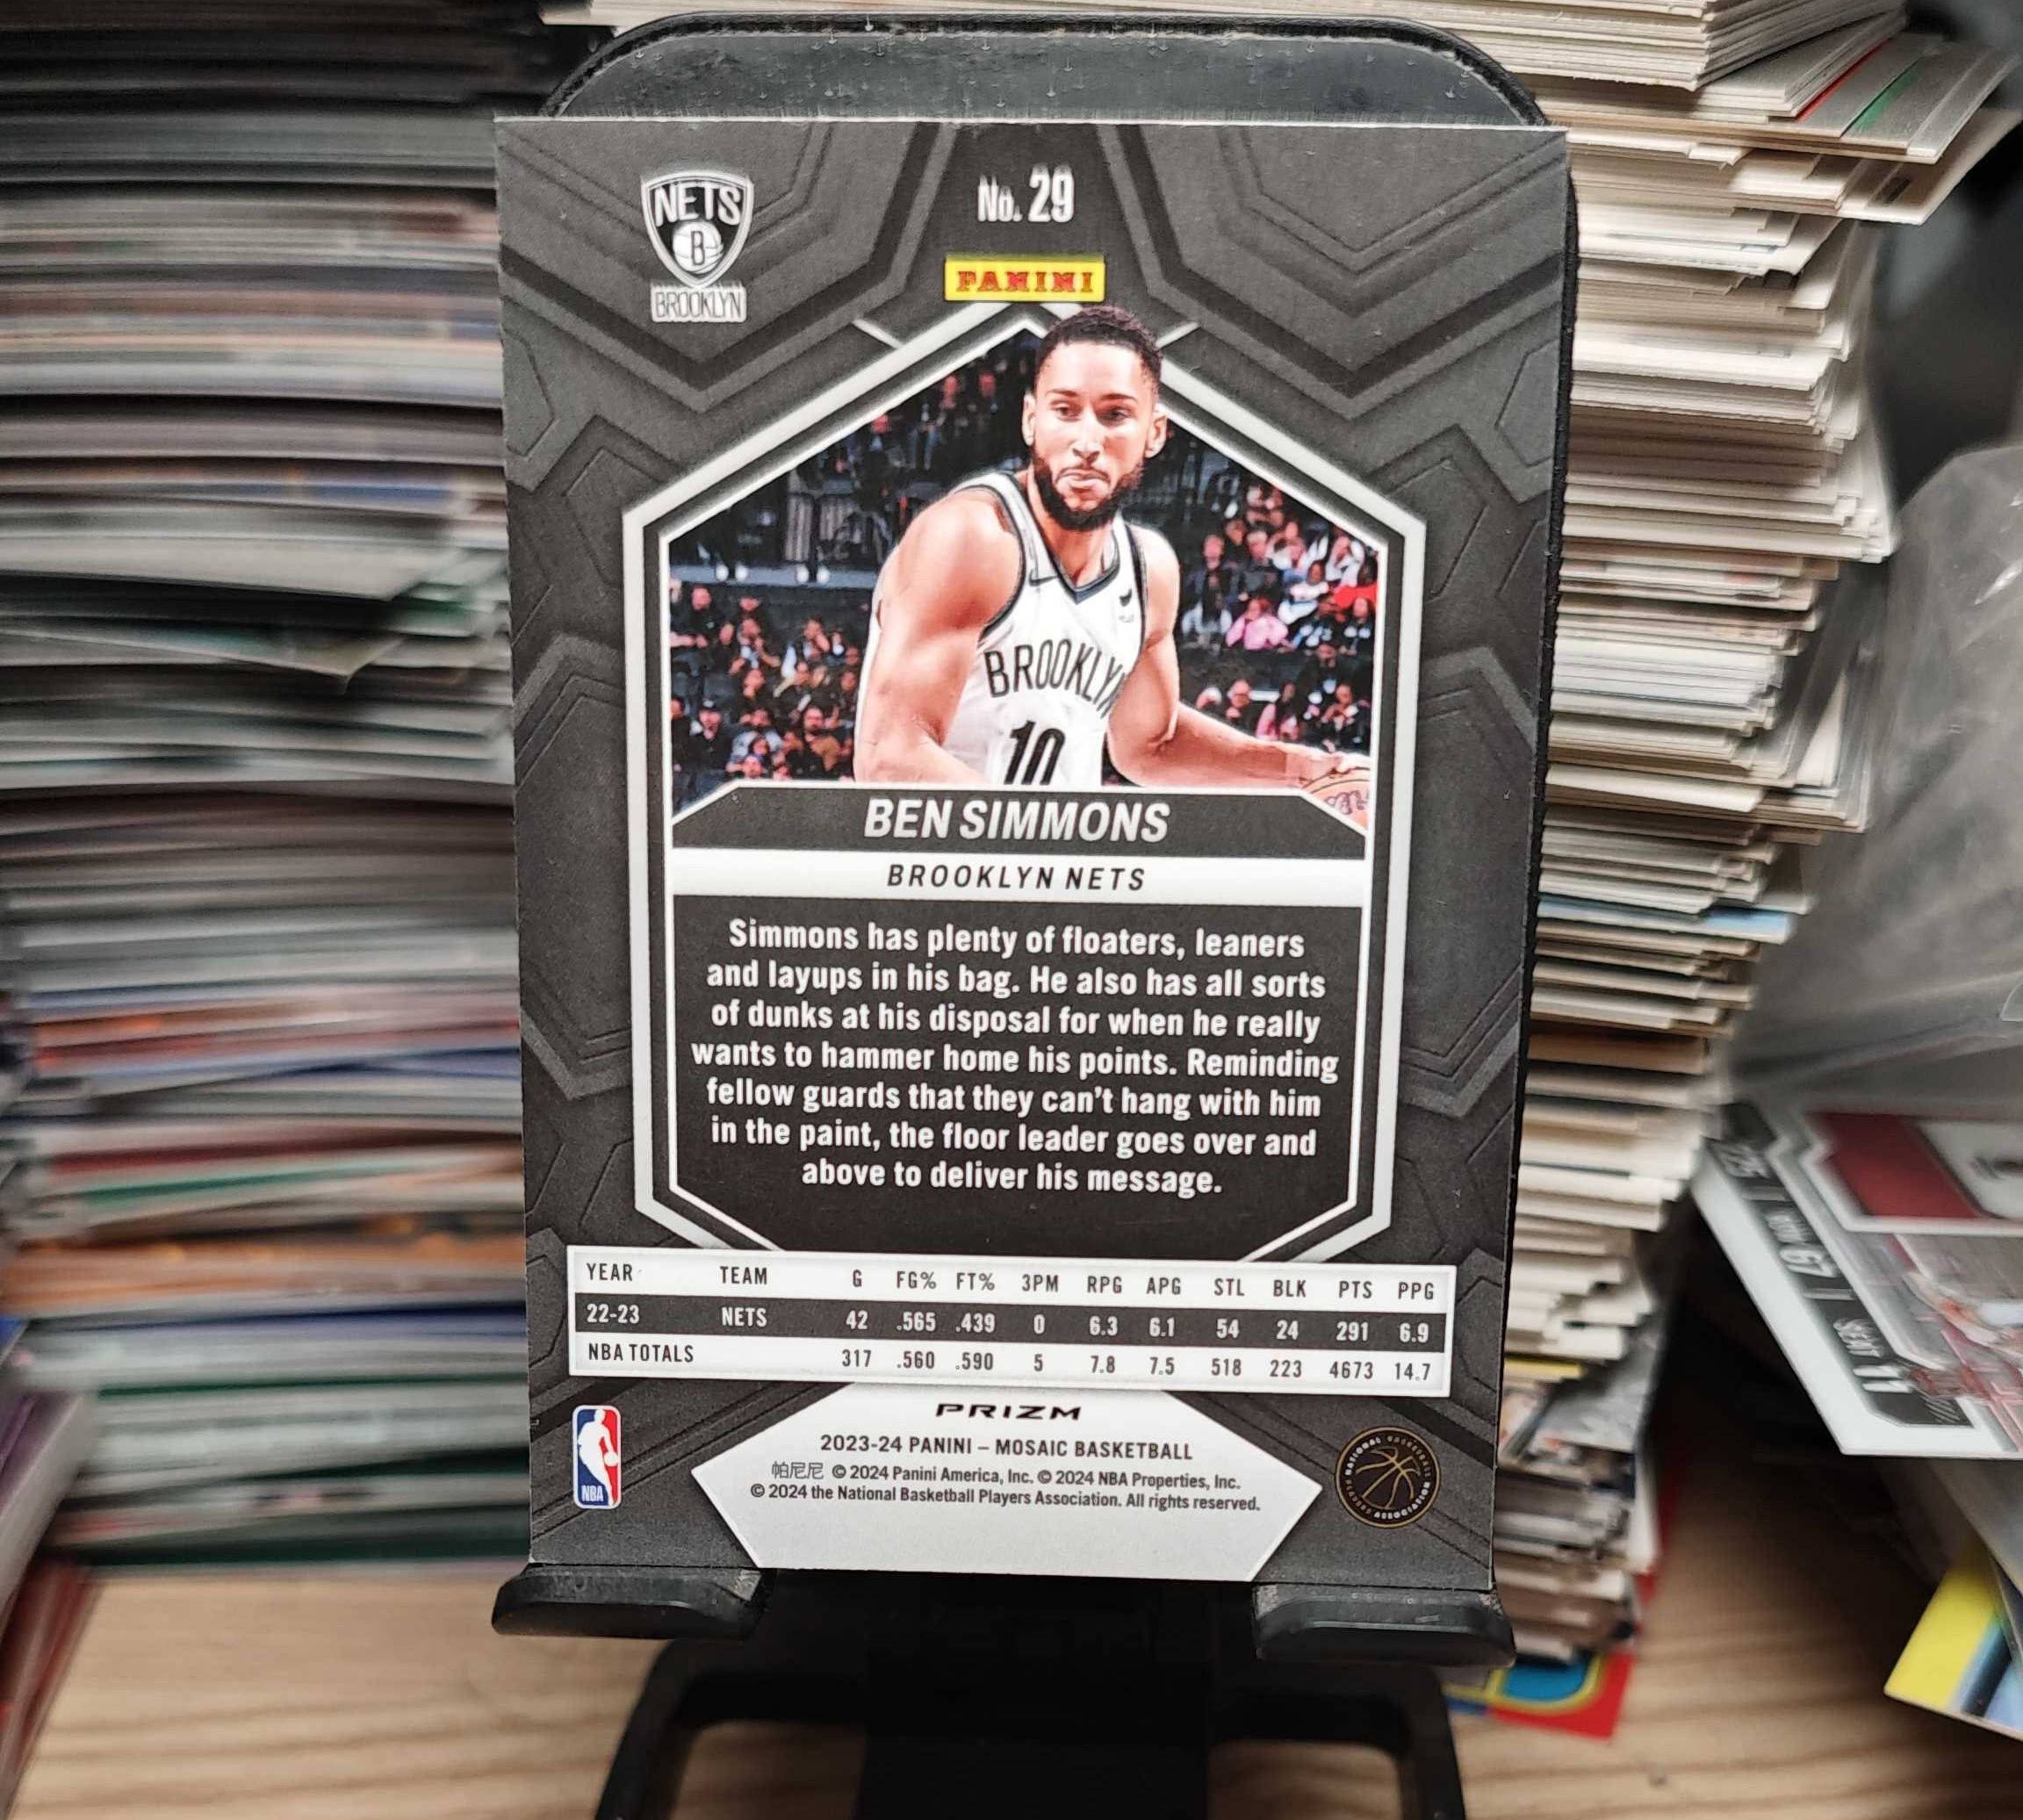 NETS
B
BROOKLYN
No. 29
PANINI
BROOKLYN
10
BEN SIMMONS
BROOKLYN NETS
Simmons has plenty of floaters, leaners
and layups in his bag. He also has all sorts
of dunks at his disposal for when he really
wants to hammer home his points. Reminding
fellow guards that they can't hang with him
in the paint, the floor leader goes over and
above to deliver his message.
YEAR TEAM G FG% FT% 3PM RPG APG STL BLK PTS PPG
22-23 NETS 42 .565 .439 0 6.3 6.1 54 24 291 6.9
NBA TOTALS 317 .560 .590 5 7.8 7.5 518 223 4673 14.7
PRIZM
2023-24 PANINI – MOSAIC BASKETBALL
帕尼尼 © 2024 Panini America, Inc. © 2024 NBA Properties, Inc.
© 2024 the National Basketball Players Association. All rights reserved.
NBA
NATIONAL BASKETBALL PLAYERS ASSOCIATION